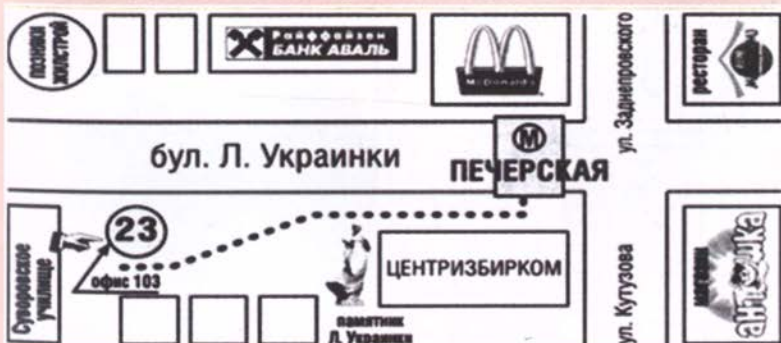 ПОЗНЯКИ
ЖИЛСТРОЙ
Райффайзен
БАНК АВАЛЬ
McDonald's
ул. Заднепровского
ресторан
бул. Л. Украинки
М
ПЕЧЕРСКАЯ
Суворовское
училище
23
офис 103
памятник
Л. Украинки
ЦЕНТРИЗБИРКОМ
ул. Кутузова
магазин
антошка